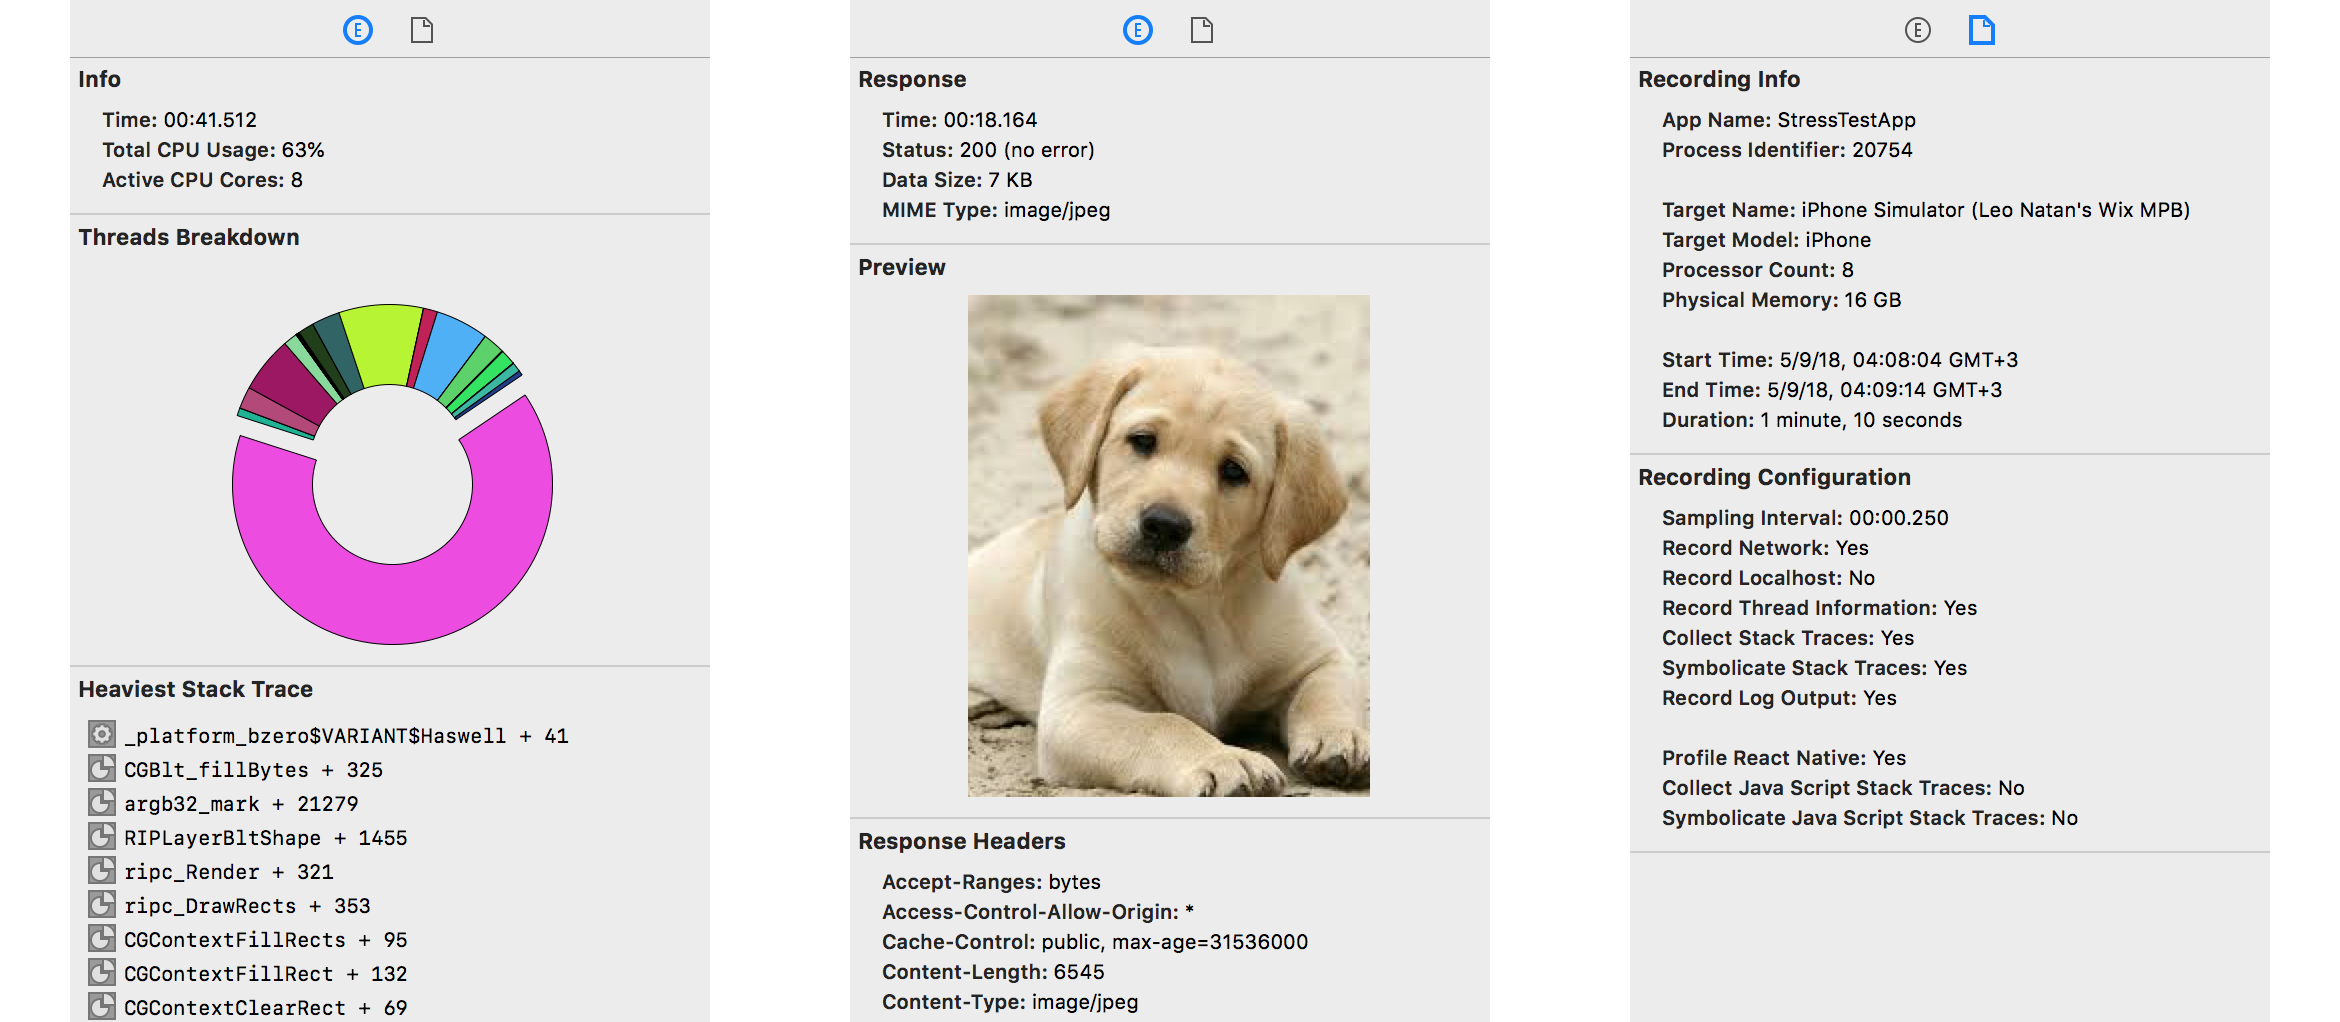 E
Info
Time: 00:41.512
Total CPU Usage: 63%
Active CPU Cores: 8
Threads Breakdown
Heaviest Stack Trace
_platform_bzero$VARIANT$Haswell + 41
CGBlt_fillBytes + 325
argb32_mark + 21279
RIPLayerBltShape + 1455
ripc_Render + 321
ripc_DrawRects + 353
CGContextFillRects + 95
CGContextFillRect + 132
CGContextClearRect + 69
E
Response
Time: 00:18.164
Status: 200 (no error)
Data Size: 7 KB
MIME Type: image/jpeg
Preview
Response Headers
Accept-Ranges: bytes
Access-Control-Allow-Origin: *
Cache-Control: public, max-age=31536000
Content-Length: 6545
Content-Type: image/jpeg
E
Recording Info
App Name: StressTestApp
Process Identifier: 20754
Target Name: iPhone Simulator (Leo Natan's Wix MPB)
Target Model: iPhone
Processor Count: 8
Physical Memory: 16 GB
Start Time: 5/9/18, 04:08:04 GMT+3
End Time: 5/9/18, 04:09:14 GMT+3
Duration: 1 minute, 10 seconds
Recording Configuration
Sampling Interval: 00:00.250
Record Network: Yes
Record Localhost: No
Record Thread Information: Yes
Collect Stack Traces: Yes
Symbolicate Stack Traces: Yes
Record Log Output: Yes
Profile React Native: Yes
Collect Java Script Stack Traces: No
Symbolicate Java Script Stack Traces: No